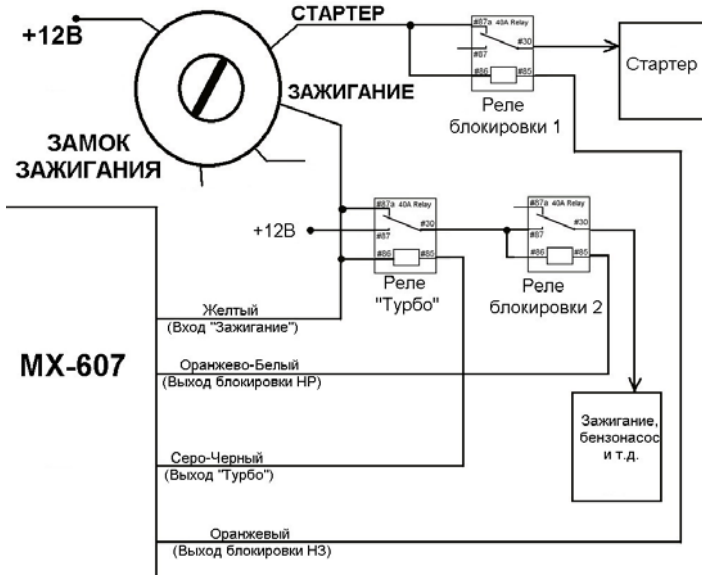 +12В
СТАРТЕР
#87a 40A Relay
#30
#87
#86 #85
Реле
блокировки 1
Стартер
ЗАЖИГАНИЕ
ЗАМОК
ЗАЖИГАНИЯ
#87a 40A Relay
#30
#87
#86 #85
Реле
"Турбо"
+12В
#87a 40A Relay
#30
#87
#86 #85
Реле
блокировки 2
MX-607
Желтый
(Вход "Зажигание")
Оранжево-Белый
(Выход блокировки НР)
Серо-Черный
(Выход "Турбо")
Оранжевый
(Выход блокировки НЗ)
Зажигание,
бензонасос
и т.д.